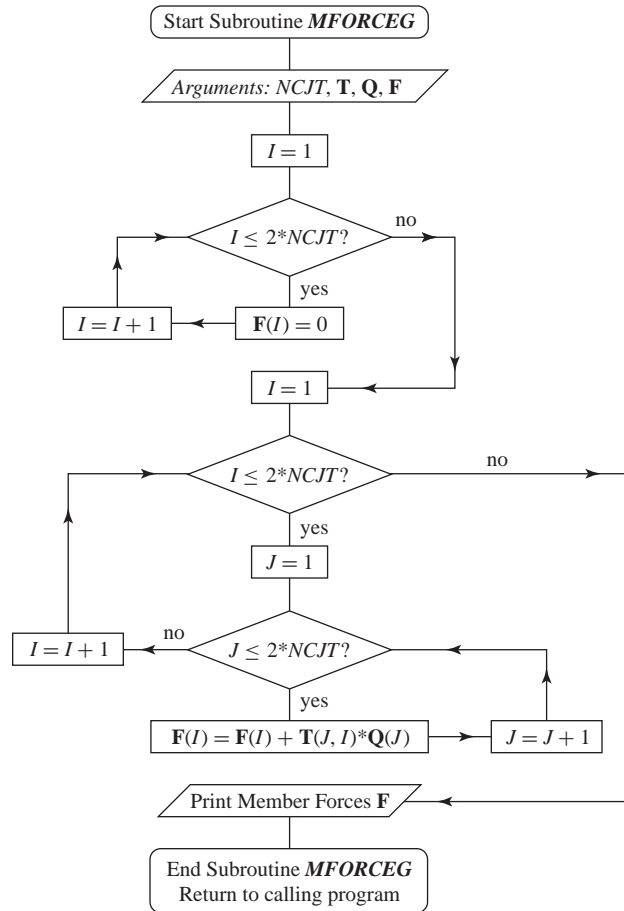 Start Subroutine MFORCEG
Arguments: NCJT, T, Q, F
I = 1
I ≤ 2*NCJT?
no
yes
I = I + 1
F(I) = 0
I = 1
I ≤ 2*NCJT?
no
yes
J = 1
I = I + 1
no
J ≤ 2*NCJT?
yes
F(I) = F(I) + T(J, I)*Q(J)
J = J + 1
Print Member Forces F
End Subroutine MFORCEG
Return to calling program